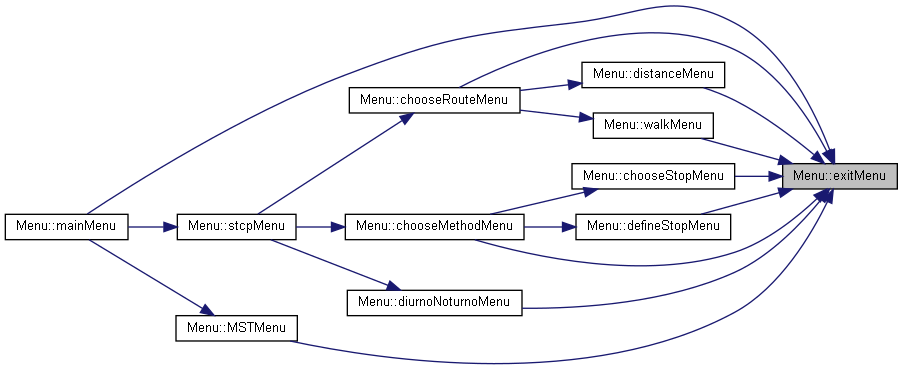 Menu::distanceMenu
Menu::chooseRouteMenu
Menu::walkMenu
Menu::chooseStopMenu
Menu::exitMenu
Menu::mainMenu
Menu::stcpMenu
Menu::chooseMethodMenu
Menu::defineStopMenu
Menu::diurnoNoturnoMenu
Menu::MSTMenu